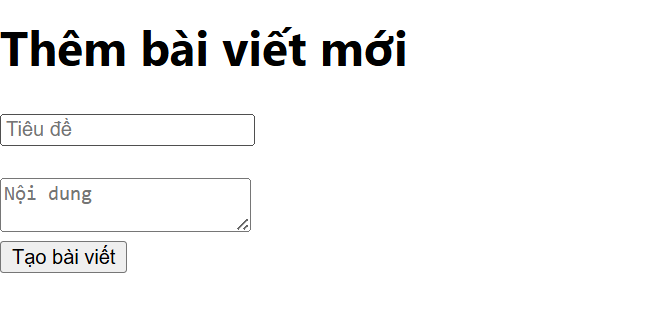 Thêm bài viết mới
Tiêu đề
Nội dung
Tạo bài viết